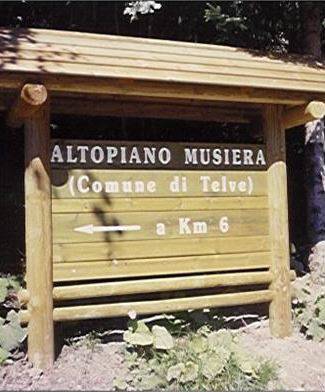 ALTOPIANO MUSIERA
(Comune di Telve)
a Km 6